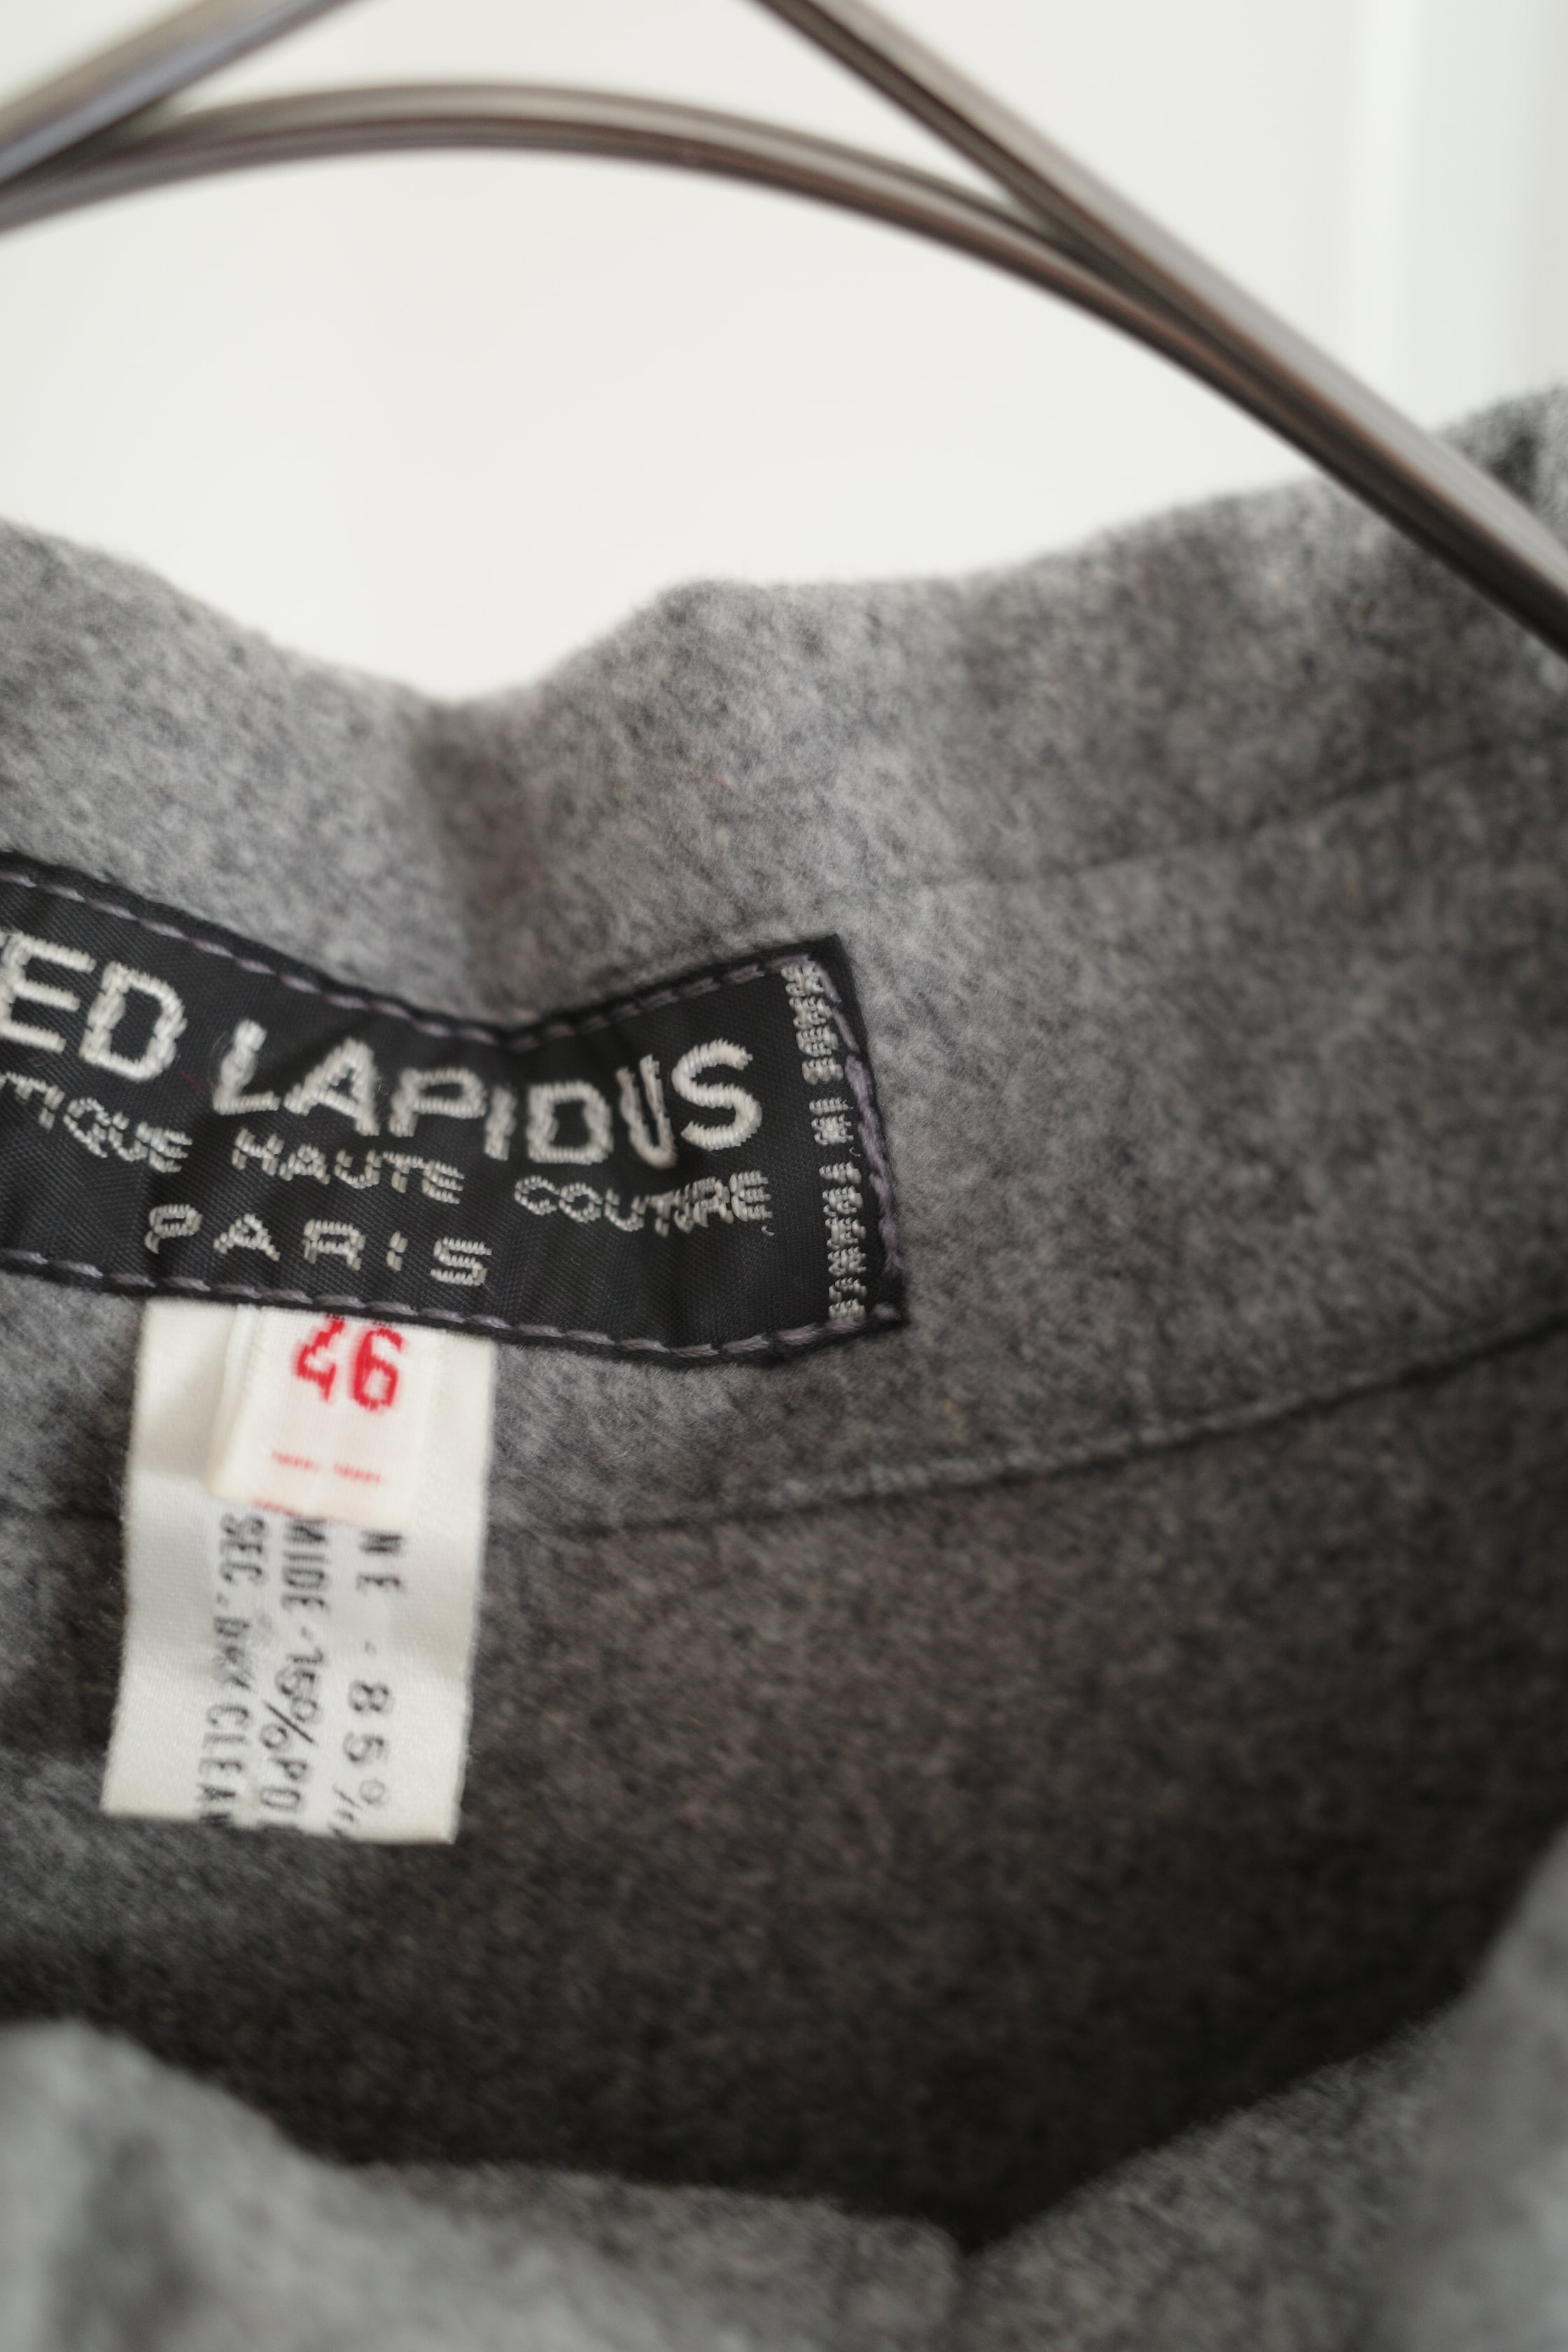 ED LAPIDUS
TIQUE HAUTE COUTURE
PARIS
46
NE - 85%
MIDE - 15% PO
SEC. DRY CLEAN